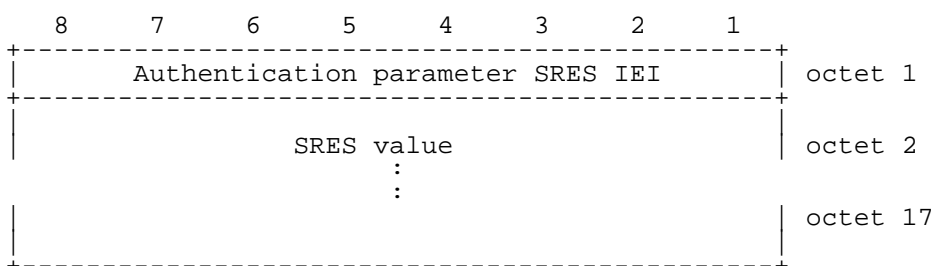 8 7 6 5 4 3 2 1
Authentication parameter SRES IEI octet 1
SRES value octet 2
:
:
octet 17